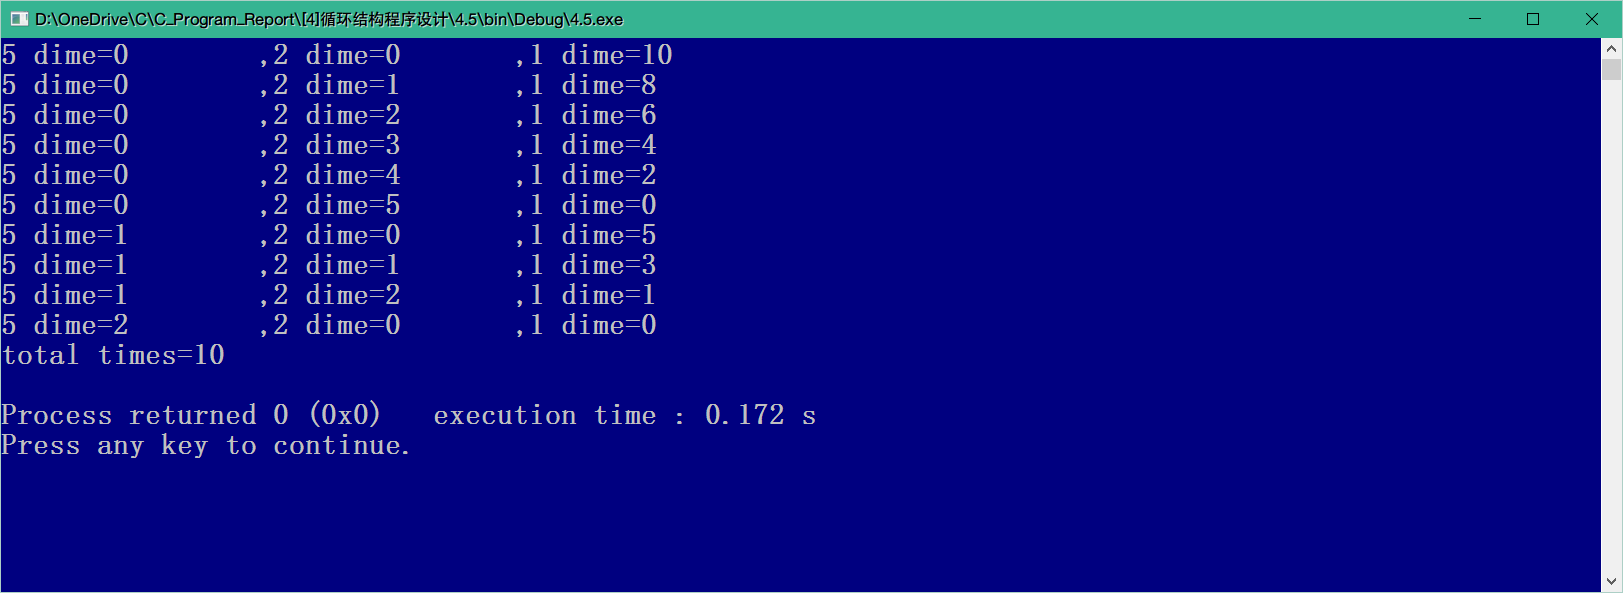 D:\OneDrive\C\C_Program_Report\[4]循环结构程序设计\4.5\bin\Debug\4.5.exe
5 dime=0        ,2 dime=0       ,1 dime=10
5 dime=0        ,2 dime=1       ,1 dime=8
5 dime=0        ,2 dime=2       ,1 dime=6
5 dime=0        ,2 dime=3       ,1 dime=4
5 dime=0        ,2 dime=4       ,1 dime=2
5 dime=0        ,2 dime=5       ,1 dime=0
5 dime=1        ,2 dime=0       ,1 dime=5
5 dime=1        ,2 dime=1       ,1 dime=3
5 dime=1        ,2 dime=2       ,1 dime=1
5 dime=2        ,2 dime=0       ,1 dime=0
total times=10
Process returned 0 (0x0)   execution time : 0.172 s
Press any key to continue.